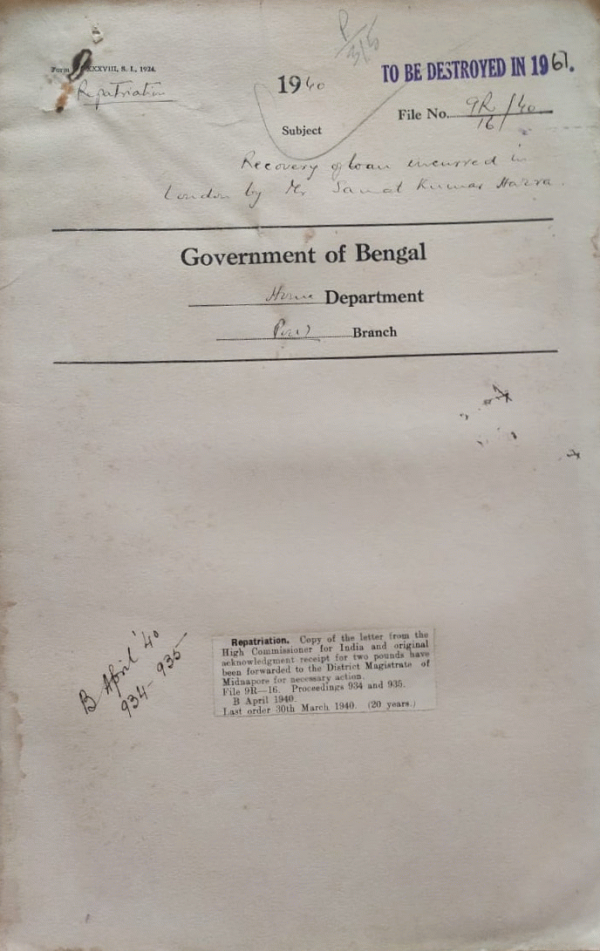 P/3/5
XXXVIII, S. I., 1934.
Repatriation
1940
TO BE DESTROYED IN 1961.
File No. 9R/16/40
Subject
Recovery of loan incurred in
London by Mr Sanat Kumar Hazra.
Government of Bengal
Home Department
Branch
B April '40
934-935
Repatriation. Copy of the letter from the
High Commissioner for India and original
acknowledgment receipt for two pounds have
been forwarded to the District Magistrate of
Midnapore for necessary action.
File 9R—16. Proceedings 934 and 935.
B April 1940.
Last order 30th March 1940. (20 years.)